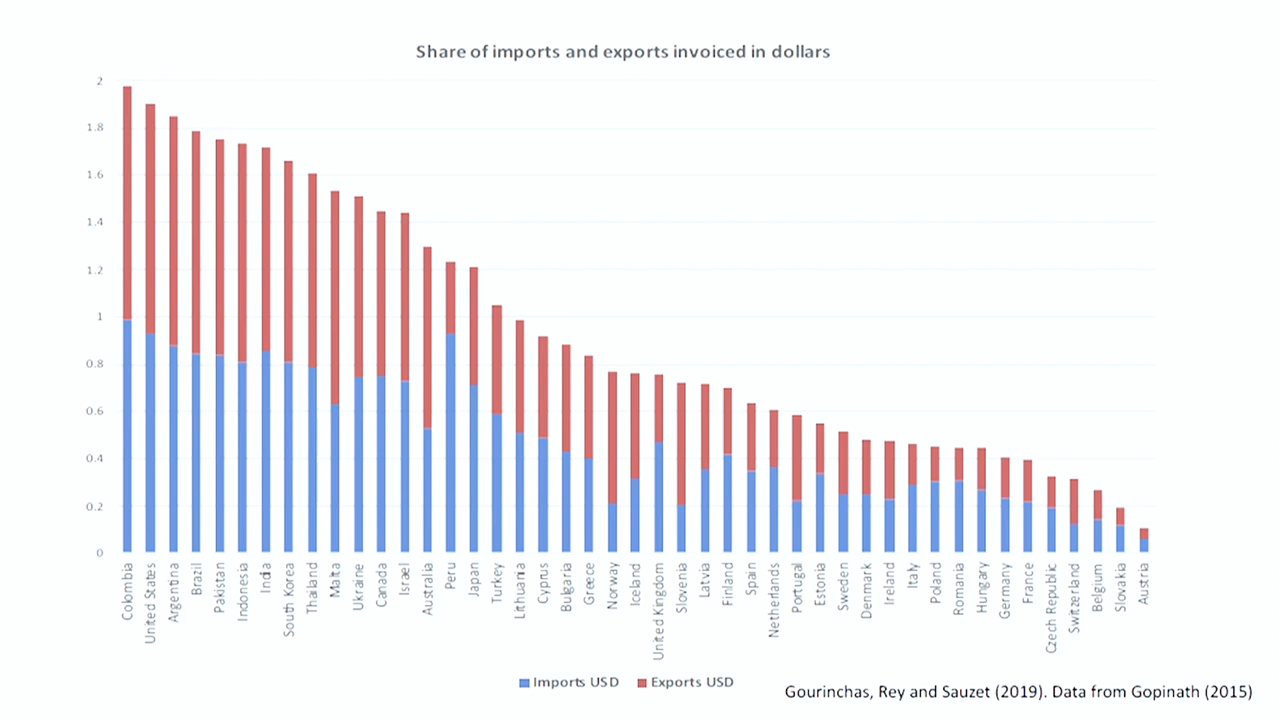 Share of imports and exports invoiced in dollars
2
1.8
1.6
1.4
1.2
1
0.8
0.6
0.4
0.2
0
Colombia
United States
Argentina
Brazil
Pakistan
Indonesia
India
South Korea
Thailand
Malta
Ukraine
Canada
Israel
Australia
Peru
Japan
Turkey
Lithuania
Cyprus
Bulgaria
Greece
Norway
Iceland
United Kingdom
Slovenia
Latvia
Finland
Spain
Netherlands
Portugal
Estonia
Sweden
Denmark
Ireland
Italy
Poland
Romania
Hungary
Germany
France
Czech Republic
Switzerland
Belgium
Slovakia
Austria
Imports USD
Exports USD
Gourinchas, Rey and Sauzet (2019). Data from Gopinath (2015)